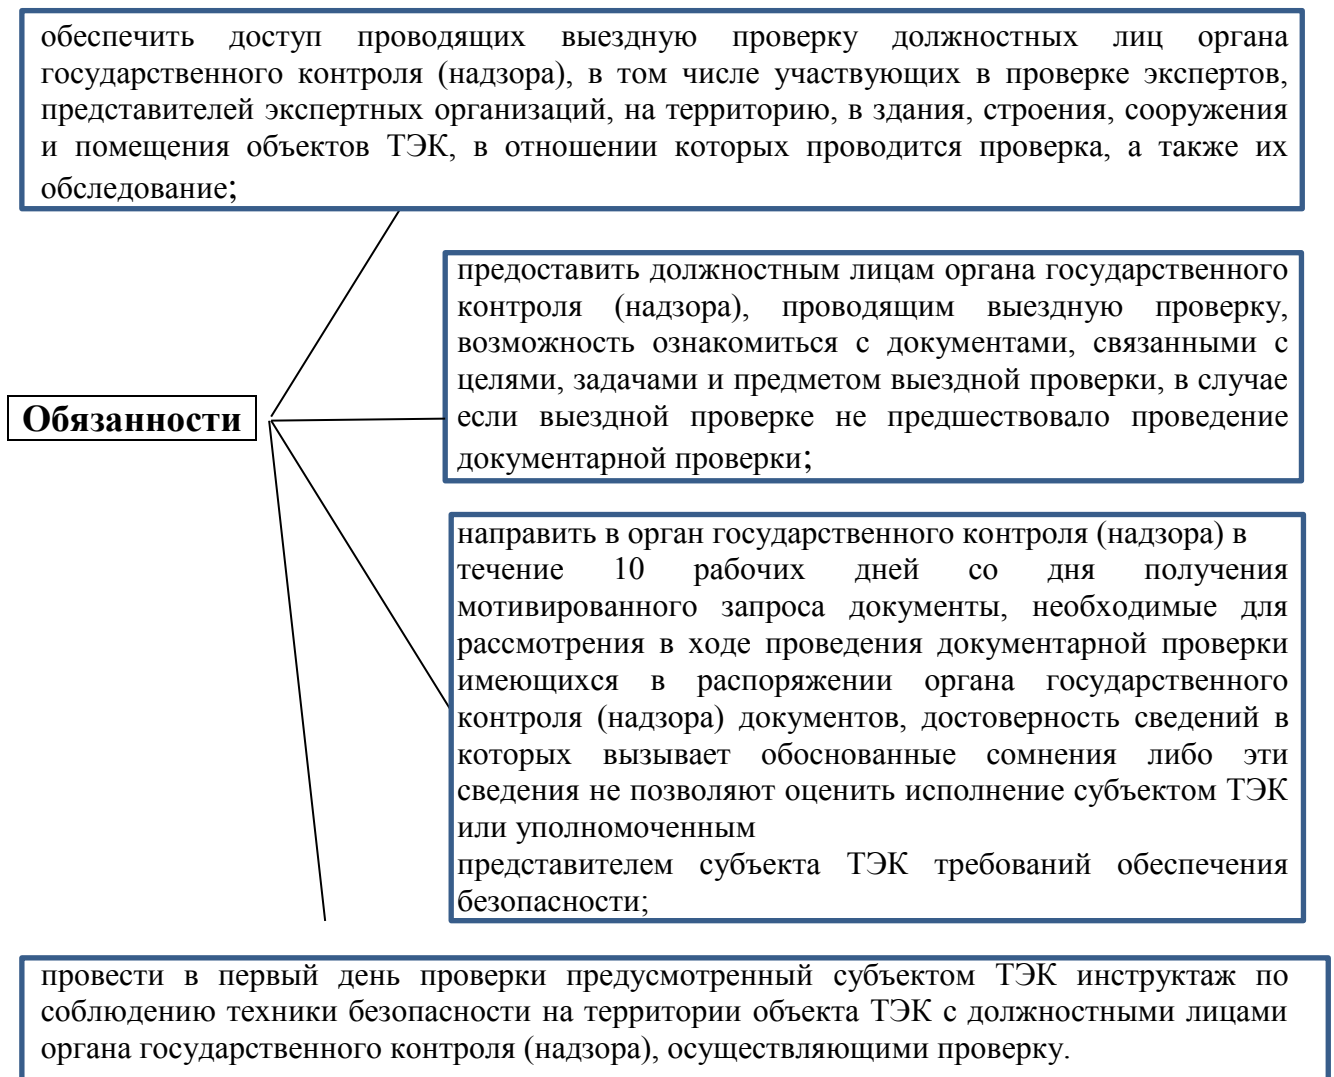 обеспечить доступ проводящих выездную проверку должностных лиц органа
государственного контроля (надзора), в том числе участвующих в проверке экспертов,
представителей экспертных организаций, на территорию, в здания, строения, сооружения
и помещения объектов ТЭК, в отношении которых проводится проверка, а также их
обследование;
предоставить должностным лицам органа государственного
контроля (надзора), проводящим выездную проверку,
возможность ознакомиться с документами, связанными с
целями, задачами и предметом выездной проверки, в случае
если выездной проверке не предшествовало проведение
документарной проверки;
Обязанности
направить в орган государственного контроля (надзора) в
течение 10 рабочих дней со дня получения
мотивированного запроса документы, необходимые для
рассмотрения в ходе проведения документарной проверки
имеющихся в распоряжении органа государственного
контроля (надзора) документов, достоверность сведений в
которых вызывает обоснованные сомнения либо эти
сведения не позволяют оценить исполнение субъектом ТЭК
или уполномоченным
представителем субъекта ТЭК требований обеспечения
безопасности;
провести в первый день проверки предусмотренный субъектом ТЭК инструктаж по
соблюдению техники безопасности на территории объекта ТЭК с должностными лицами
органа государственного контроля (надзора), осуществляющими проверку.